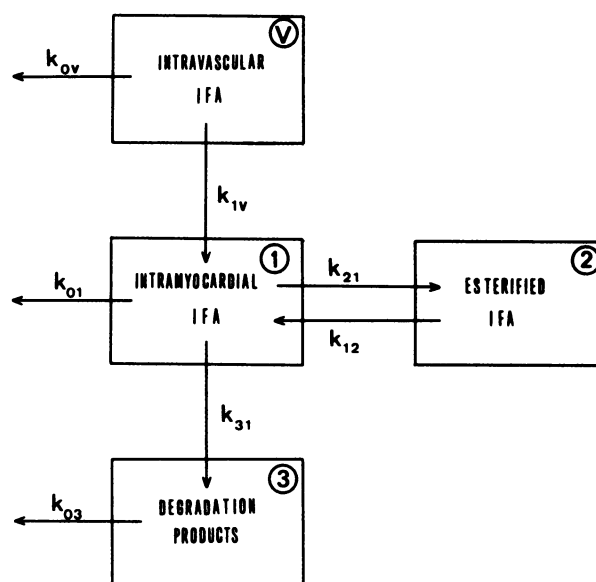 V
INTRAVASCULAR
IFA
k0v
k1v
1
INTRAMYOCARDIAL
IFA
k01
k21
k12
2
ESTERIFIED
IFA
k31
3
DEGRADATION
PRODUCTS
k03